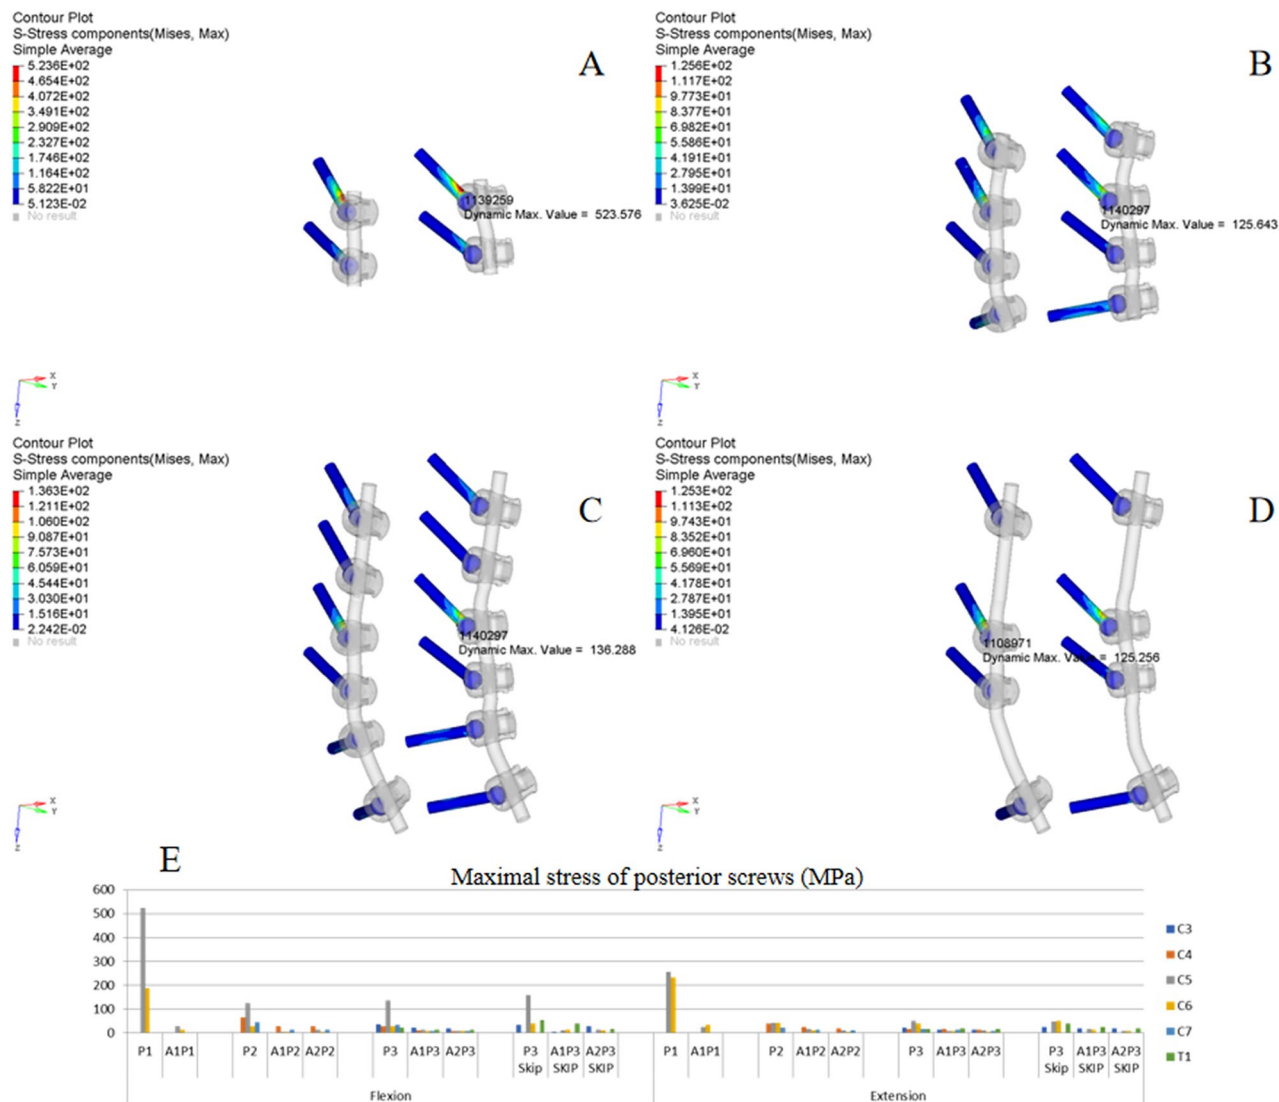 Contour Plot
S-Stress components(Mises, Max)
Simple Average
5.236E+02
4.654E+02
4.072E+02
3.491E+02
2.909E+02
2.327E+02
1.746E+02
1.164E+02
5.822E+01
5.123E-02
No result
A
1139259
Dynamic Max. Value = 523.576
X
Y
Z
Contour Plot
S-Stress components(Mises, Max)
Simple Average
1.256E+02
1.117E+02
9.773E+01
8.377E+01
6.982E+01
5.586E+01
4.191E+01
2.795E+01
1.399E+01
3.625E-02
No result
B
1140297
Dynamic Max. Value = 125.643
X
Y
Z
Contour Plot
S-Stress components(Mises, Max)
Simple Average
1.363E+02
1.211E+02
1.060E+02
9.087E+01
7.573E+01
6.059E+01
4.544E+01
3.030E+01
1.516E+01
2.242E-02
No result
C
1140297
Dynamic Max. Value = 136.288
X
Y
Z
Contour Plot
S-Stress components(Mises, Max)
Simple Average
1.253E+02
1.113E+02
9.743E+01
8.352E+01
6.960E+01
5.569E+01
4.178E+01
2.787E+01
1.395E+01
4.126E-02
No result
D
1108971
Dynamic Max. Value = 125.256
X
Y
Z
E
Maximal stress of posterior screws (MPa)
600
500
400
300
200
100
0
P1 A1P1 P2 A1P2 A2P2 P3 A1P3 A2P3 P3 A1P3 A2P3 P1 A1P1 P2 A1P2 A2P2 P3 A1P3 A2P3 P3 A1P3 A2P3
Skip SKIP SKIP Skip SKIP SKIP
Flexion Extension
C3
C4
C5
C6
C7
T1